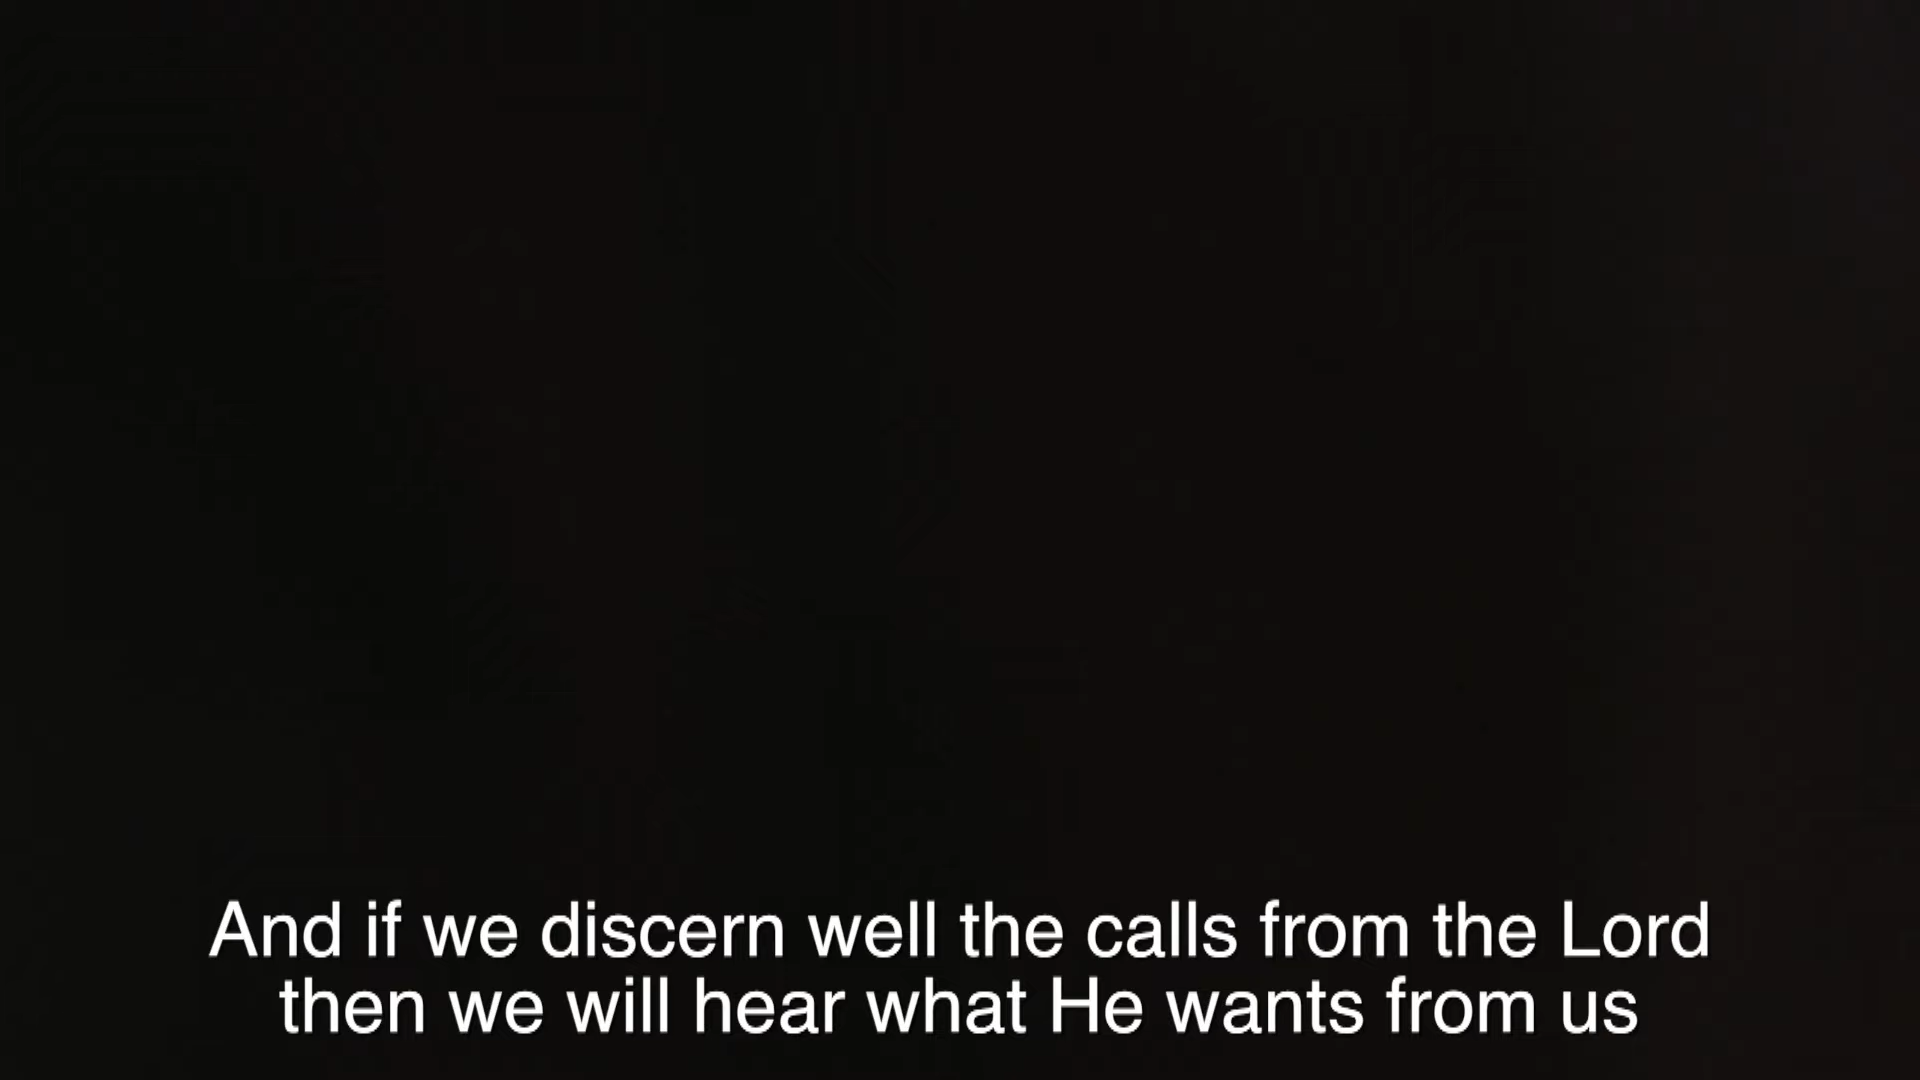 And if we discern well the calls from the Lord
then we will hear what He wants from us